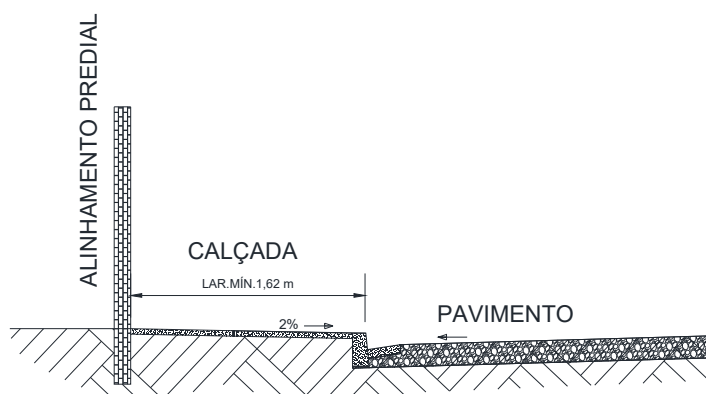 ALINHAMENTO PREDIAL
CALÇADA
LAR.MÍN.1,62 m
2%
PAVIMENTO